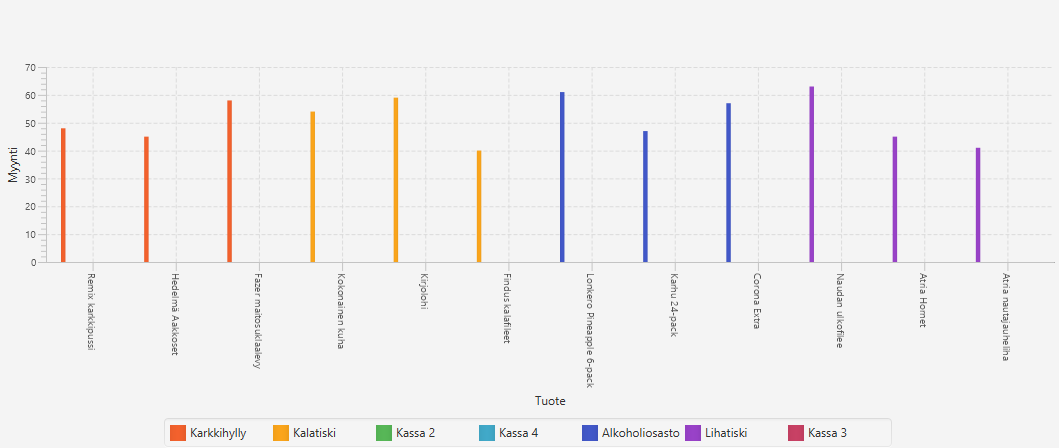 70
60
50
40
30
20
10
0
Myynti
Remix karkkipussi
Hedelmä Aakkoset
Fazer maitosuklaalevy
Kokonainen kuha
Kirjolohi
Findus kalafileet
Lonkero Pineapple 6-pack
Karhu 24-pack
Corona Extra
Naudan ulkofilee
Atria Hornet
Atria nautajauheliha
Tuote
Karkkihylly Kalatiski Kassa 2 Kassa 4 Alkoholiosasto Lihatiski Kassa 3